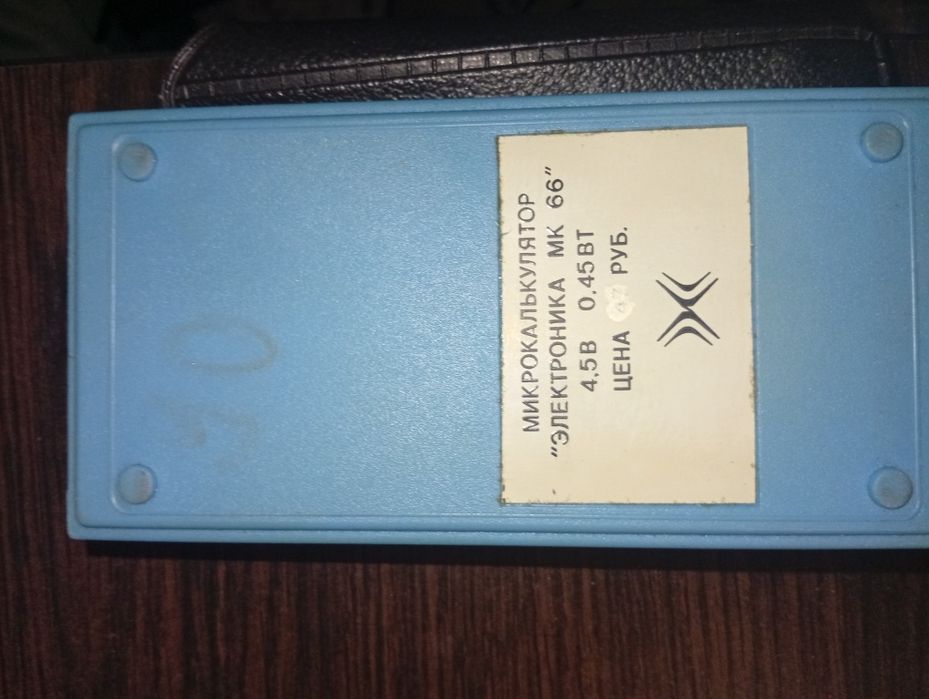 МИКРОКАЛЬКУЛЯТОР
"ЭЛЕКТРОНИКА МК 66"
4,5В 0,45ВТ
ЦЕНА РУБ.